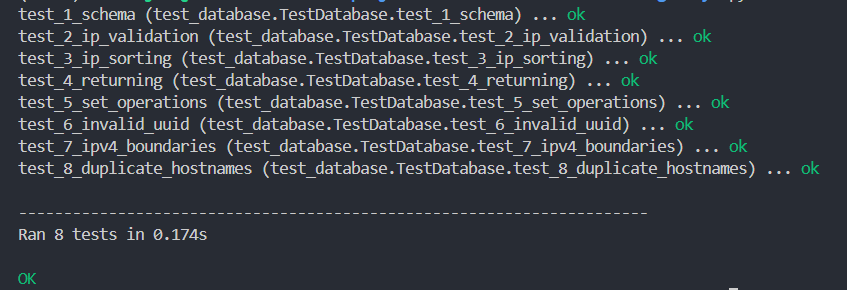 test_1_schema (test_database.TestDatabase.test_1_schema) ... ok
test_2_ip_validation (test_database.TestDatabase.test_2_ip_validation) ... ok
test_3_ip_sorting (test_database.TestDatabase.test_3_ip_sorting) ... ok
test_4_returning (test_database.TestDatabase.test_4_returning) ... ok
test_5_set_operations (test_database.TestDatabase.test_5_set_operations) ... ok
test_6_invalid_uuid (test_database.TestDatabase.test_6_invalid_uuid) ... ok
test_7_ipv4_boundaries (test_database.TestDatabase.test_7_ipv4_boundaries) ... ok
test_8_duplicate_hostnames (test_database.TestDatabase.test_8_duplicate_hostnames) ... ok
----------------------------------------------------------------------
Ran 8 tests in 0.174s
OK